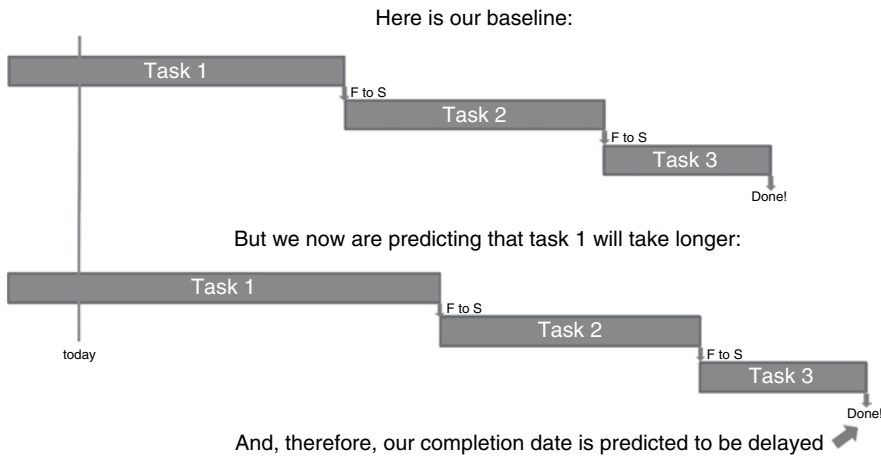 Here is our baseline:
Task 1
F to S
Task 2
F to S
Task 3
Done!
But we now are predicting that task 1 will take longer:
Task 1
F to S
Task 2
today
F to S
Task 3
Done!
And, therefore, our completion date is predicted to be delayed